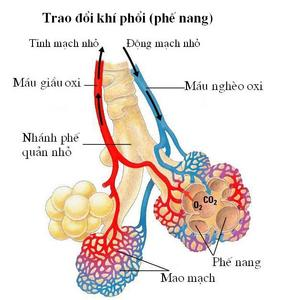 Trao đổi khí phổi (phế nang)
Tĩnh mạch nhỏ
Động mạch nhỏ
Máu giầu oxi
Máu nghèo oxi
Nhánh phế
quản nhỏ
CO2
O2
Phế nang
Mao mạch